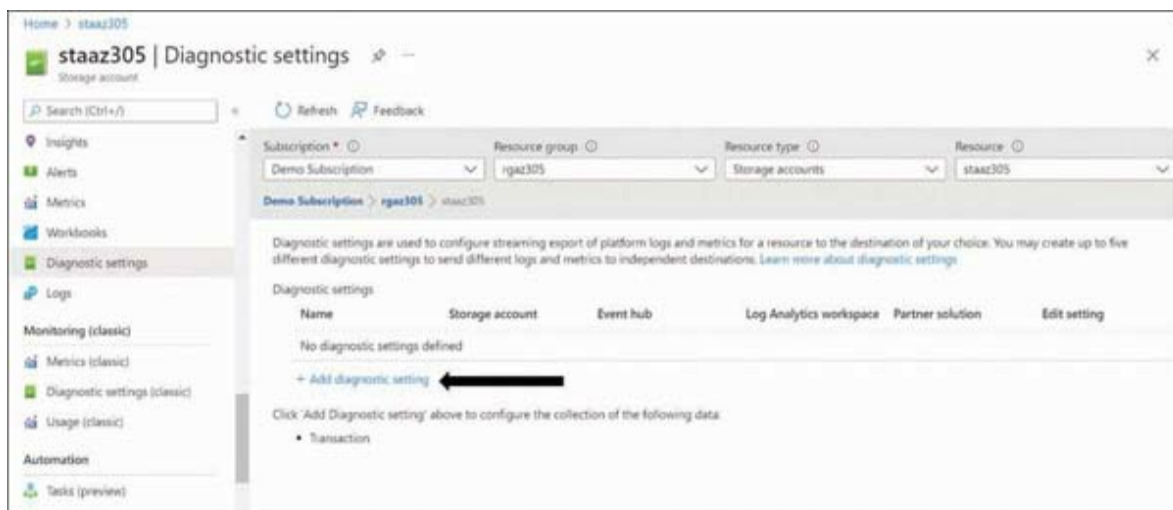 Home > staaz305
staaz305 | Diagnostic settings
Storage account
Search (Ctrl+/)
Refresh Feedback
Insights
Alerts
Metrics
Workbooks
Diagnostic settings
Logs
Monitoring (classic)
Metrics (classic)
Diagnostic settings (classic)
Usage (classic)
Automation
Tasks (preview)
Subscription * Resource group Resource type Resource
Demo Subscription rgaz305 Storage accounts staaz305
Demo Subscription > rgaz305 > staaz305
Diagnostic settings are used to configure streaming export of platform logs and metrics for a resource to the destination of your choice. You may create up to five
different diagnostic settings to send different logs and metrics to independent destinations. Learn more about diagnostic settings
Diagnostic settings
Name Storage account Event hub Log Analytics workspace Partner solution Edit setting
No diagnostic settings defined
+ Add diagnostic setting
Click 'Add Diagnostic setting' above to configure the collection of the following data:
• Transaction